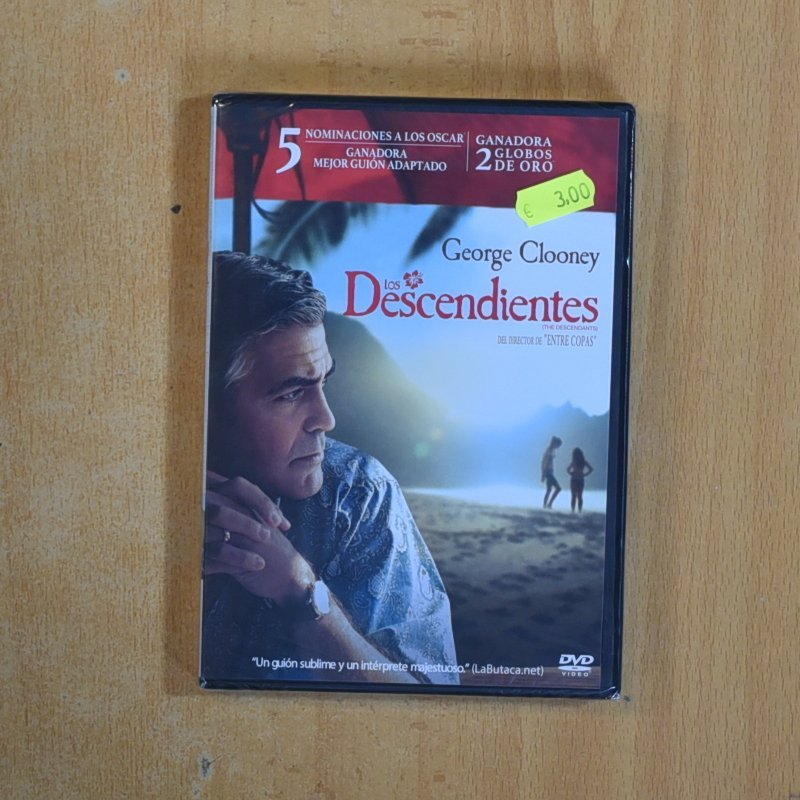 5
NOMINACIONES A LOS OSCAR
GANADORA
MEJOR GUIÓN ADAPTADO
GANADORA
2 GLOBOS
DE ORO
€ 3,00
George Clooney
los
Descendientes
(THE DESCENDANTS)
DEL DIRECTOR DE "ENTRE COPAS"
"Un guión sublime y un intérprete majestuoso." (LaButaca.net)
DVD
VIDEO